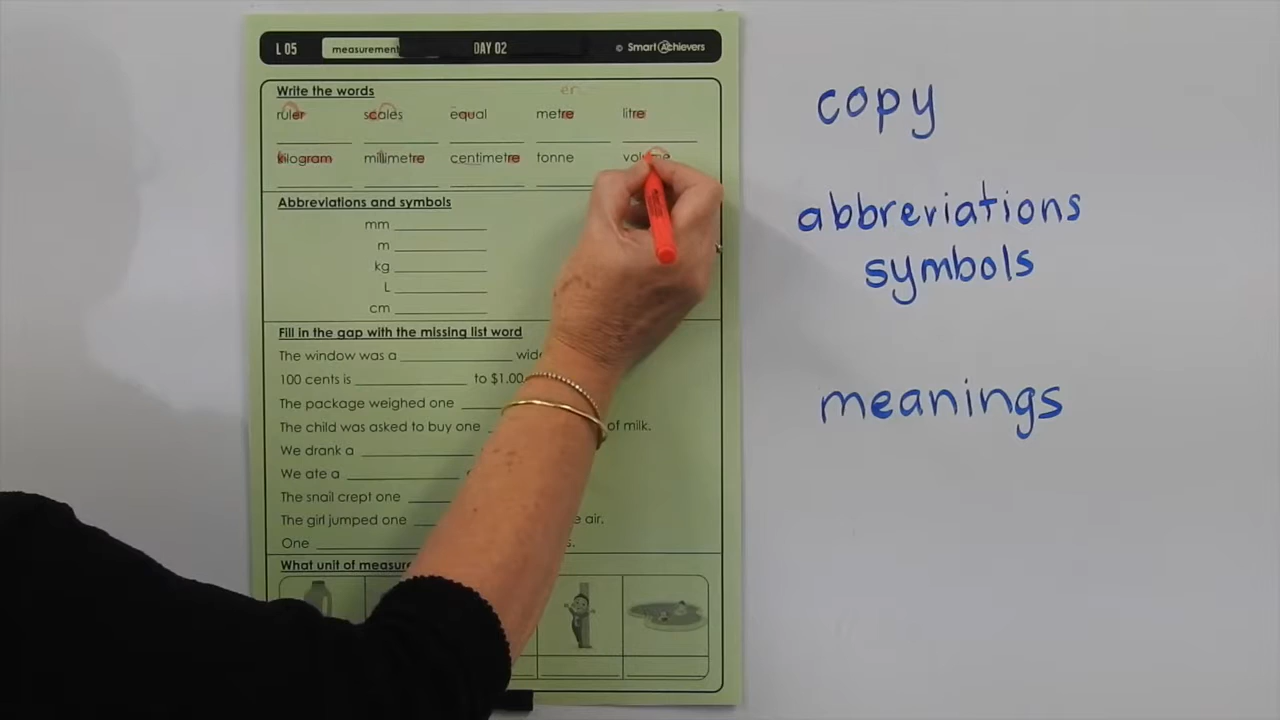 L 05 measurement DAY 02 © Smart Achievers
Write the words
er
ruler scales equal metre litre
kilogram millimetre centimetre tonne volume
Abbreviations and symbols
mm
m
kg
L
cm
Fill in the gap with the missing list word
The window was a
100 cents is to $1.00
The package weighed one
The child was asked to buy one of milk.
We drank a
We ate a
The snail crept one
The girl jumped one air.
One
What unit of
copy
abbreviations
symbols
meanings